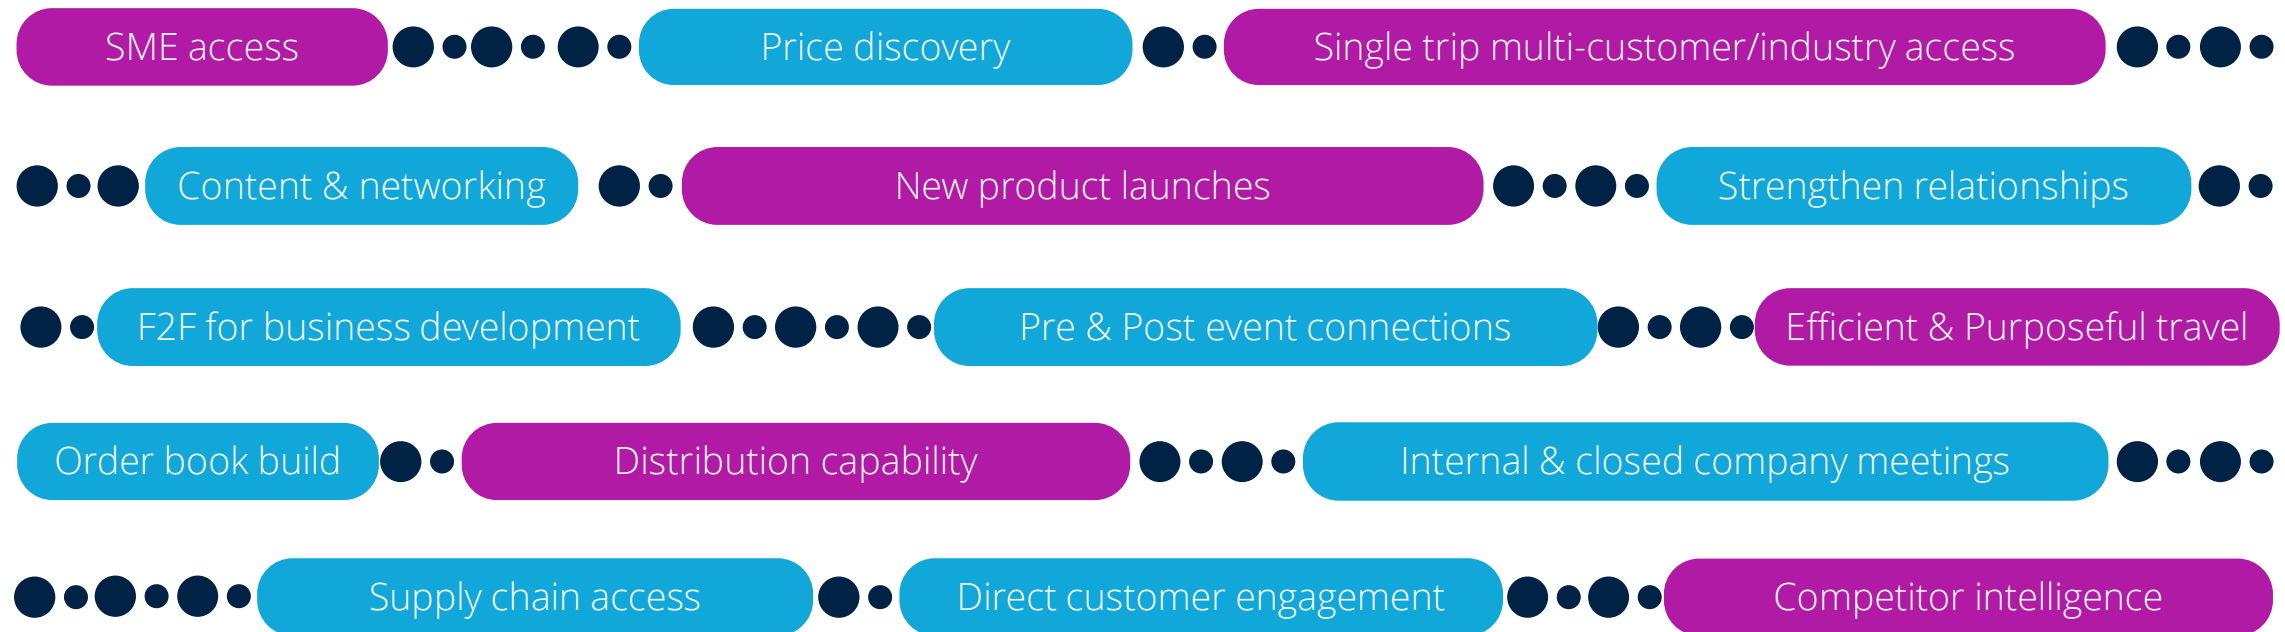 SME access
Price discovery
Single trip multi-customer/industry access
Content & networking
New product launches
Strengthen relationships
F2F for business development
Pre & Post event connections
Efficient & Purposeful travel
Order book build
Distribution capability
Internal & closed company meetings
Supply chain access
Direct customer engagement
Competitor intelligence